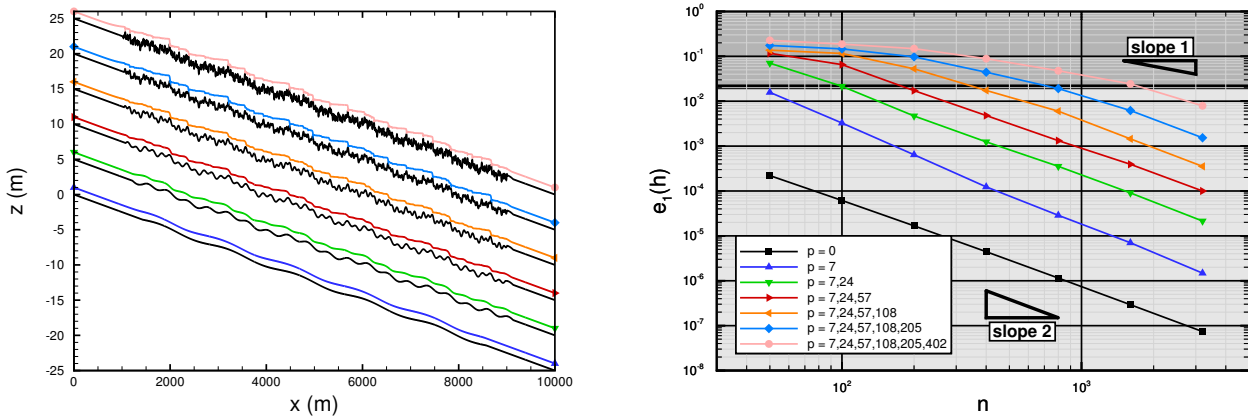 25
20
15
10
5
0
-5
-10
-15
-20
-25
z (m)
0
2000
4000
6000
8000
10000
x (m)
10⁰
10⁻¹
10⁻²
10⁻³
10⁻⁴
10⁻⁵
10⁻⁶
10⁻⁷
10⁻⁸
e₁(h)
slope 1
p = 0
p = 7
p = 7,24
p = 7,24,57
p = 7,24,57,108
p = 7,24,57,108,205
p = 7,24,57,108,205,402
slope 2
10²
10³
n